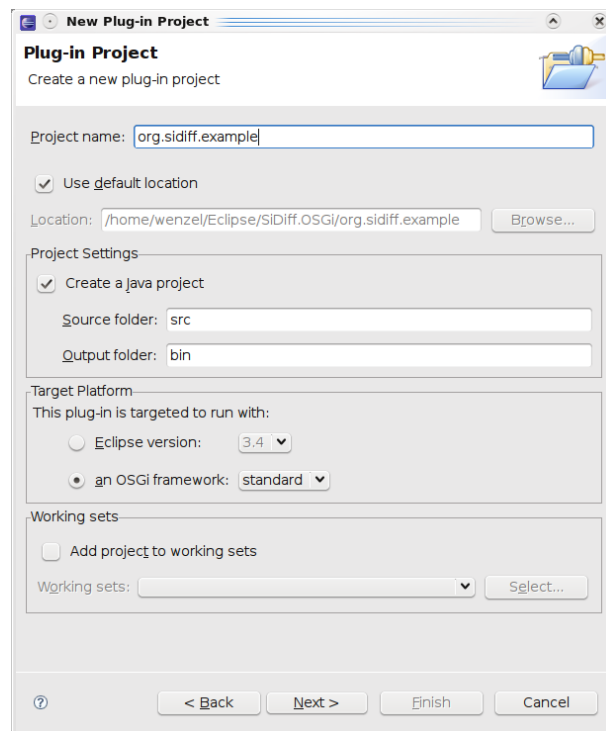 New Plug-in Project
Plug-in Project
Create a new plug-in project
Project name: org.sidiff.example
Use default location
Location: /home/wenzel/Eclipse/SiDiff.OSGi/org.sidiff.example Browse...
Project Settings
Create a Java project
Source folder: src
Output folder: bin
Target Platform
This plug-in is targeted to run with:
Eclipse version: 3.4
an OSGi framework: standard
Working sets
Add project to working sets
Working sets: Select...
? < Back Next > Finish Cancel